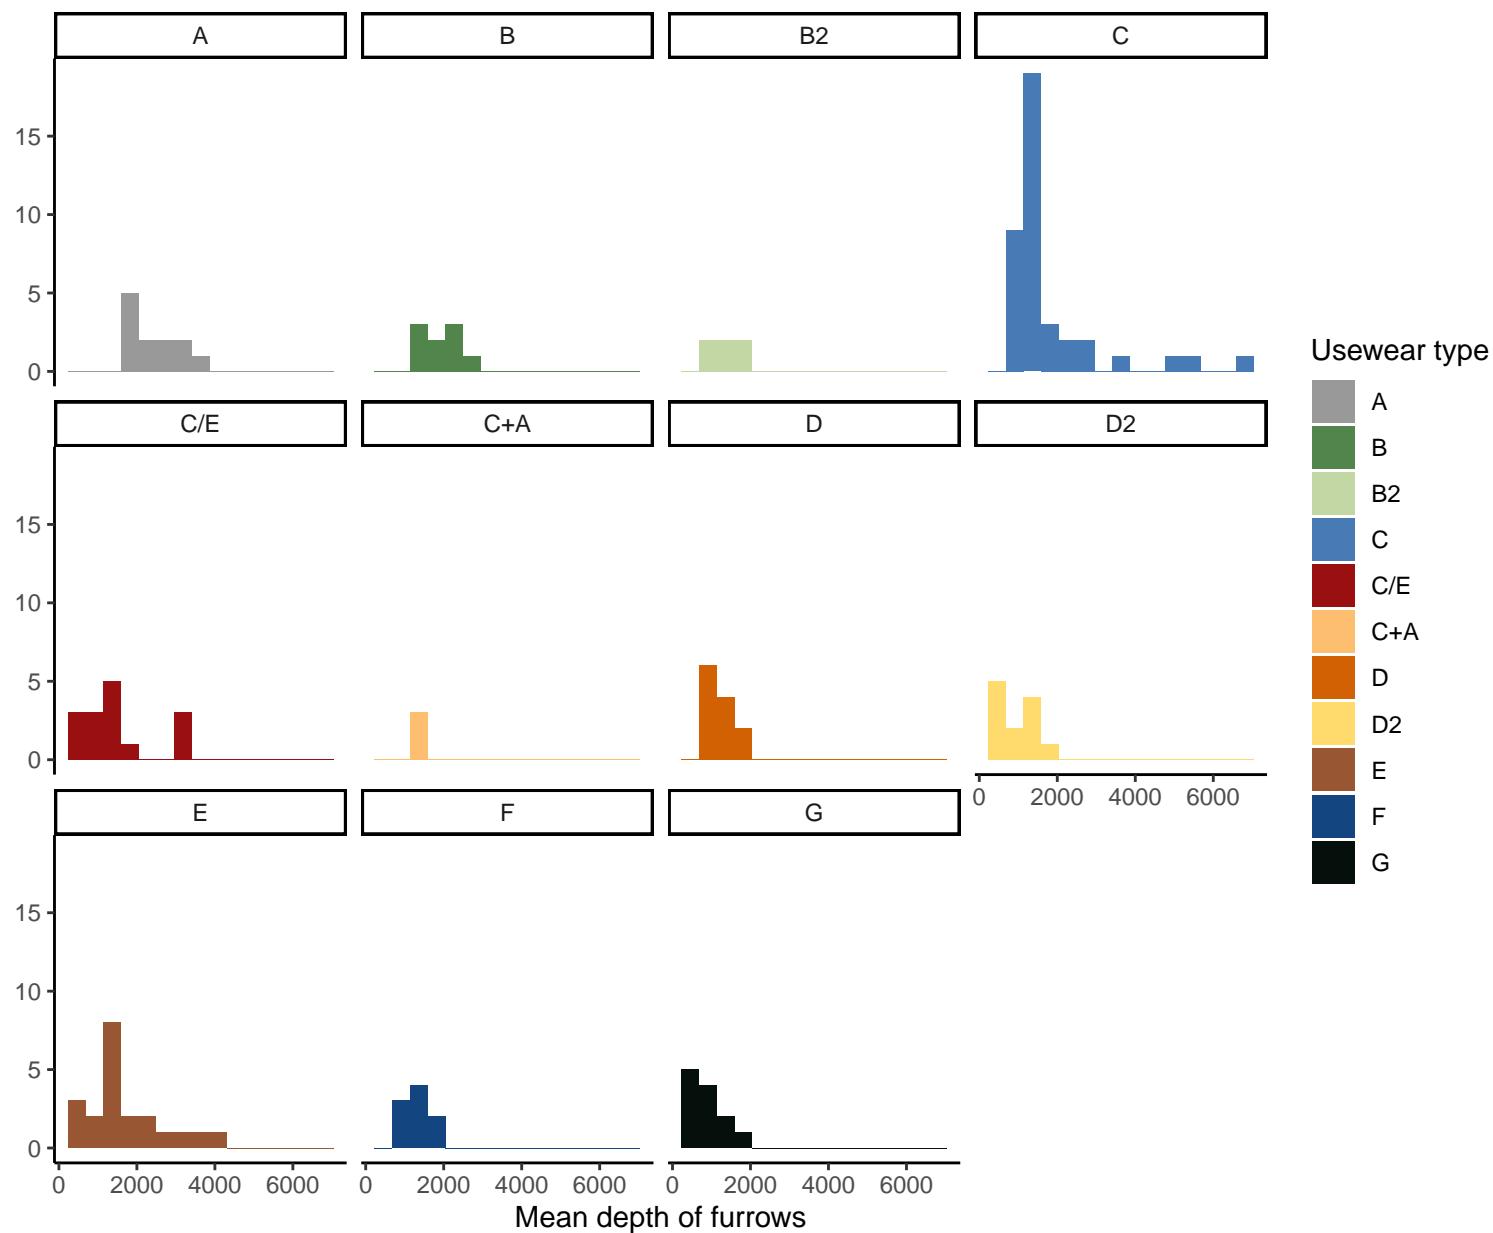 A B B2 C
15
10
5
0
C/E C+A D D2
15
10
5
0
0 2000 4000 6000
E F G
15
10
5
0
0 2000 4000 6000 0 2000 4000 6000 0 2000 4000 6000
Mean depth of furrows
Usewear type
A
B
B2
C
C/E
C+A
D
D2
E
F
G